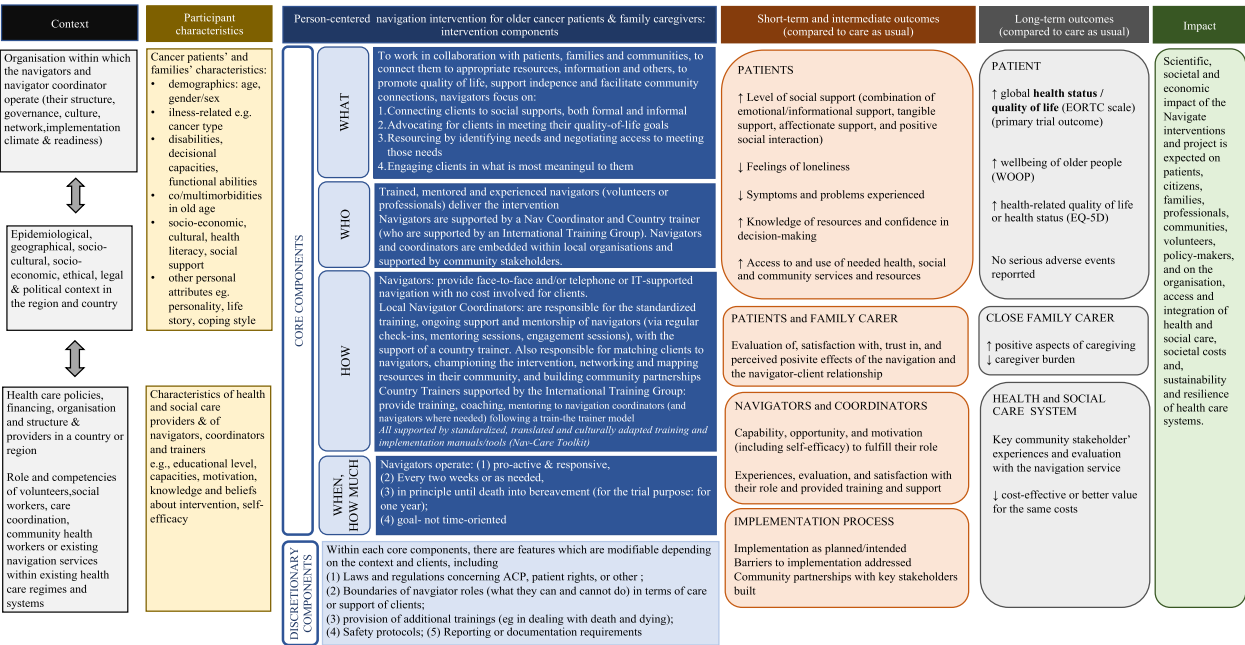 Context
Organisation within which
the navigators and
navigator coordinator
operate (their structure,
governance, culture,
network,implementation
climate & readiness)
Epidemiological,
geographical, socio-
cultural, socio-
economic, ethical, legal
& political context in
the region and country
Health care policies,
financing, organisation
and structure &
providers in a country or
region
Role and competencies
of volunteers,social
workers, care
coordination,
community health
workers or existing
navigation services
within existing health
care regimes and
systems
Participant
characteristics
Cancer patients' and
families' characteristics:
• demographics: age,
gender/sex
• ilness-related e.g.
cancer type
• disabilities,
decisional
capacities,
functional abilities
• co/multimorbidities
in old age
• socio-economic,
cultural, health
literacy, social
support
• other personal
attributes eg.
personality, life
story, coping style
Characteristics of health
and social care
providers & of
navigators, coordinators
and trainers
e.g., educational level,
capacities, motivation,
knowledge and beliefs
about intervention, self-
efficacy
Person-centered navigation intervention for older cancer patients & family caregivers:
intervention components
CORE COMPONENTS
WHAT
To work in collaboration with patients, families and communities, to
connect them to appropriate resources, information and others, to
promote quality of life, support indepence and facilitate community
connections, navigators focus on:
1.Connecting clients to social supports, both formal and informal
2.Advocating for clients in meeting their quality-of-life goals
3.Resourcing by identifying needs and negotiating access to meeting
those needs
4.Engaging clients in what is most meaningul to them
WHO
Trained, mentored and experienced navigators (volunteers or
professionals) deliver the intervention
Navigators are supported by a Nav Coordinator and Country trainer
(who are supported by an International Training Group). Navigators
and coordinators are embedded within local organisations and
supported by community stakeholders.
HOW
Navigators: provide face-to-face and/or telephone or IT-supported
navigation with no cost involved for clients.
Local Navigator Coordinators: are responsible for the standardized
training, ongoing support and mentorship of navigators (via regular
check-ins, mentoring sessions, engagement sessions), with the
support of a country trainer. Also responsible for matching clients to
navigators, championing the intervention, networking and mapping
resources in their community, and building community partnerships
Country Trainers supported by the International Training Group:
provide training, coaching, mentoring to navigation coordinators (and
navigators where needed) following a train-the trainer model
All supported by standardized, translated and culturally adapted training and
implementation manuals/tools (Nav-Care Toolkit)
WHEN,
HOW MUCH
Navigators operate: (1) pro-active & responsive,
(2) Every two weeks or as needed,
(3) in principle until death into bereavement (for the trial purpose: for
one year);
(4) goal- not time-oriented
DISCRETIONARY
COMPONENTS
Within each core components, there are features which are modifiable depending
on the context and clients, including
(1) Laws and regulations concerning ACP, patient rights, or other ;
(2) Boundaries of navgiator roles (what they can and cannot do) in terms of care
or support of clients;
(3) provision of additional trainings (eg in dealing with death and dying);
(4) Safety protocols; (5) Reporting or documentation requirements
Short-term and intermediate outcomes
(compared to care as usual)
PATIENTS
↑ Level of social support (combination of
emotional/informational support, tangible
support, affectionate support, and positive
social interaction)
↓ Feelings of loneliness
↓ Symptoms and problems experienced
↑ Knowledge of resources and confidence in
decision-making
↑ Access to and use of needed health, social
and community services and resources
PATIENTS and FAMILY CARER
Evaluation of, satisfaction with, trust in, and
perceived posivite effects of the navigation and
the navigator-client relationship
NAVIGATORS and COORDINATORS
Capability, opportunity, and motivation
(including self-efficacy) to fulfill their role
Experiences, evaluation, and satisfaction with
their role and provided training and support
IMPLEMENTATION PROCESS
Implementation as planned/intended
Barriers to implementation addressed
Community partnerships with key stakeholders
built
Long-term outcomes
(compared to care as usual)
PATIENT
↑ global health status /
quality of life (EORTC scale)
(primary trial outcome)
↑ wellbeing of older people
(WOOP)
↑ health-related quality of life
or health status (EQ-5D)
No serious adverse events
reported
CLOSE FAMILY CARER
↑ positive aspects of caregiving
↓ caregiver burden
HEALTH and SOCIAL
CARE SYSTEM
Key community stakeholder'
experiences and evaluation
with the navigation service
↓ cost-effective or better value
for the same costs
Impact
Scientific,
societal and
economic
impact of the
Navigate
interventions
and project is
expected on
patients,
citizens,
families,
professionals,
communities,
volunteers,
policy-makers,
and on the
organisation,
access and
integration of
health and
social care,
societal costs
and,
sustainability
and resilience
of health care
systems.